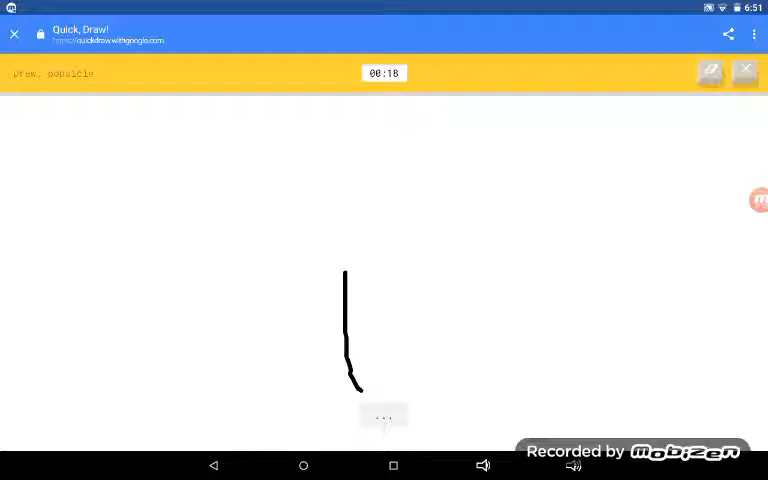 6:51
Quick, Draw!
https://quickdraw.withgoogle.com
Draw, popsicle
00:18
...
Recorded by mobizen